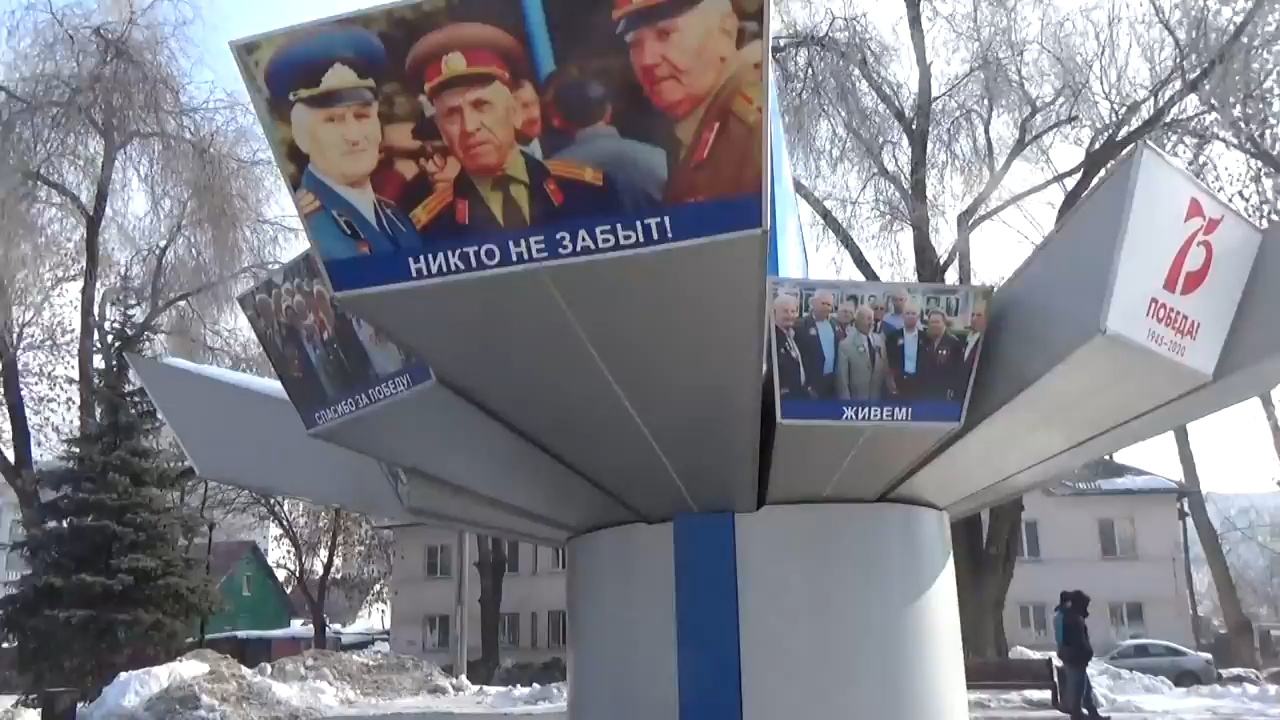 НИКТО НЕ ЗАБЫТ!
СПАСИБО ЗА ПОБЕДУ!
ЖИВЕМ!
75
ПОБЕДА!
1945-2020